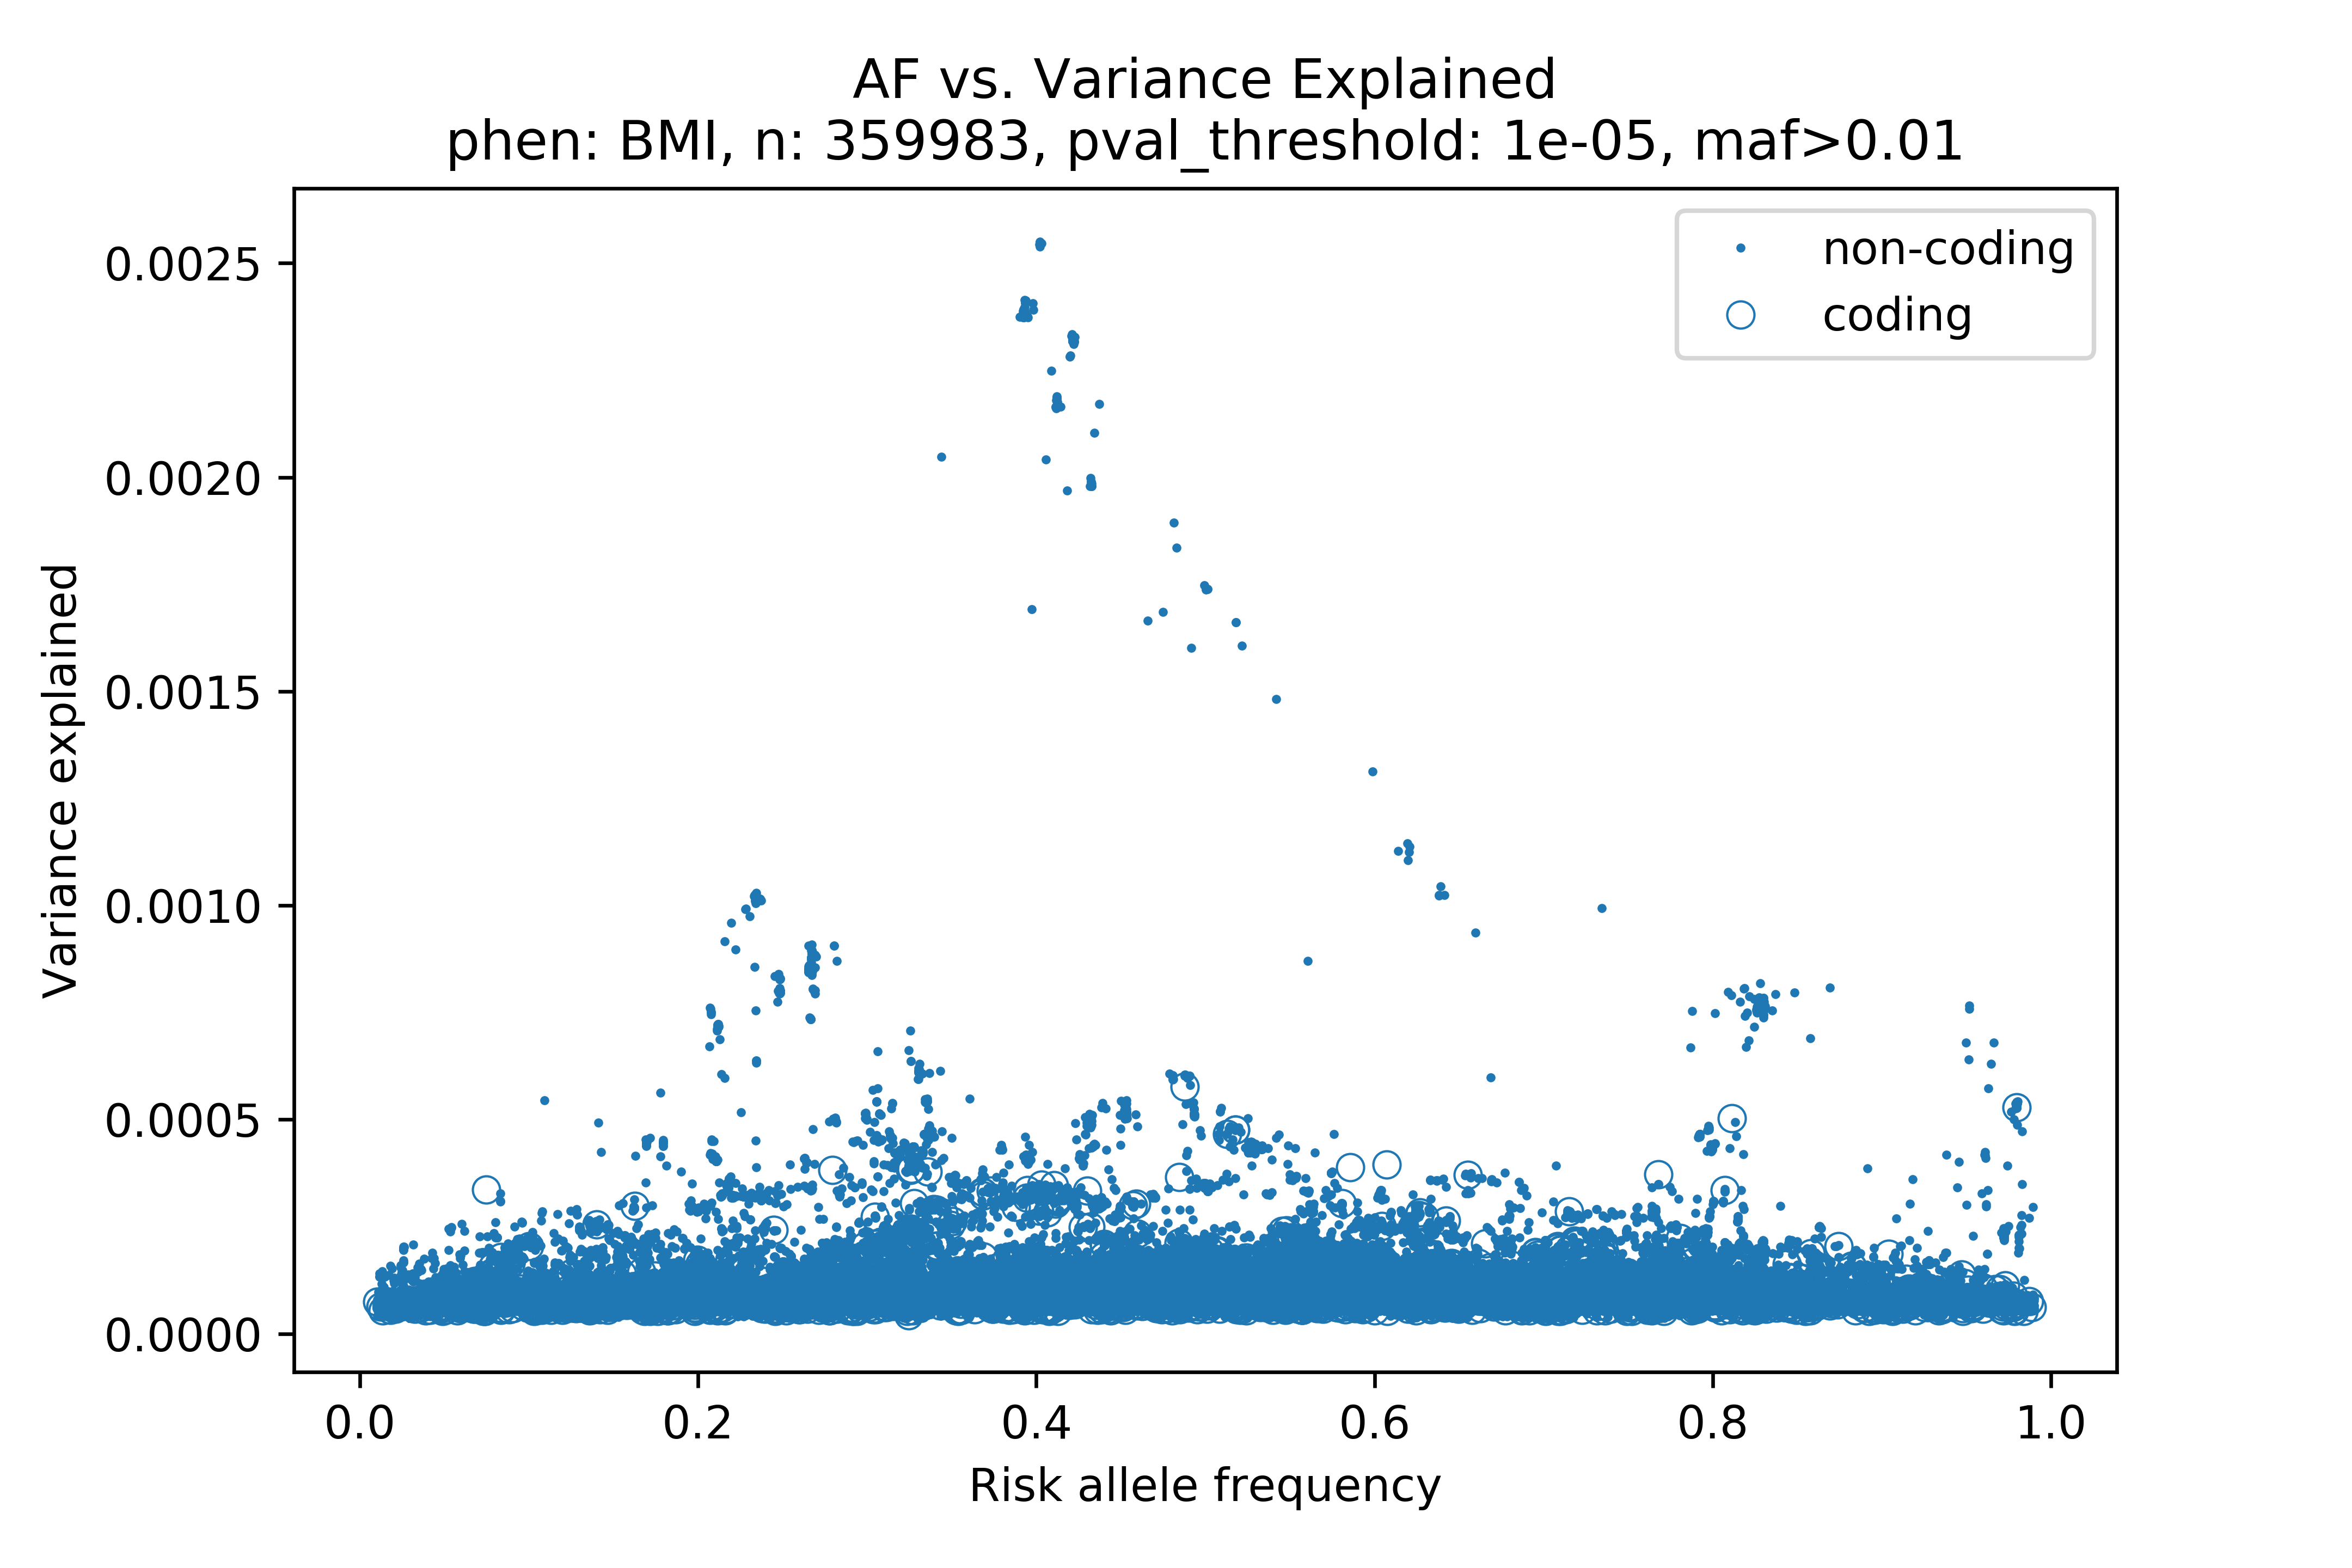 AF vs. Variance Explained
phen: BMI, n: 359983, pval_threshold: 1e-05, maf>0.01
non-coding
coding
0.0025
0.0020
0.0015
0.0010
0.0005
0.0000
Variance explained
0.0 0.2 0.4 0.6 0.8 1.0
Risk allele frequency